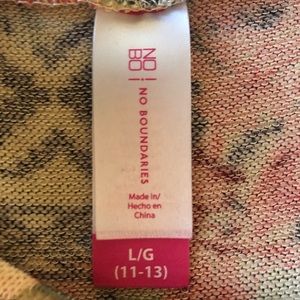 NO
BO
NO BOUNDARIES
Made in/
Hecho en
China
L/G
(11-13)